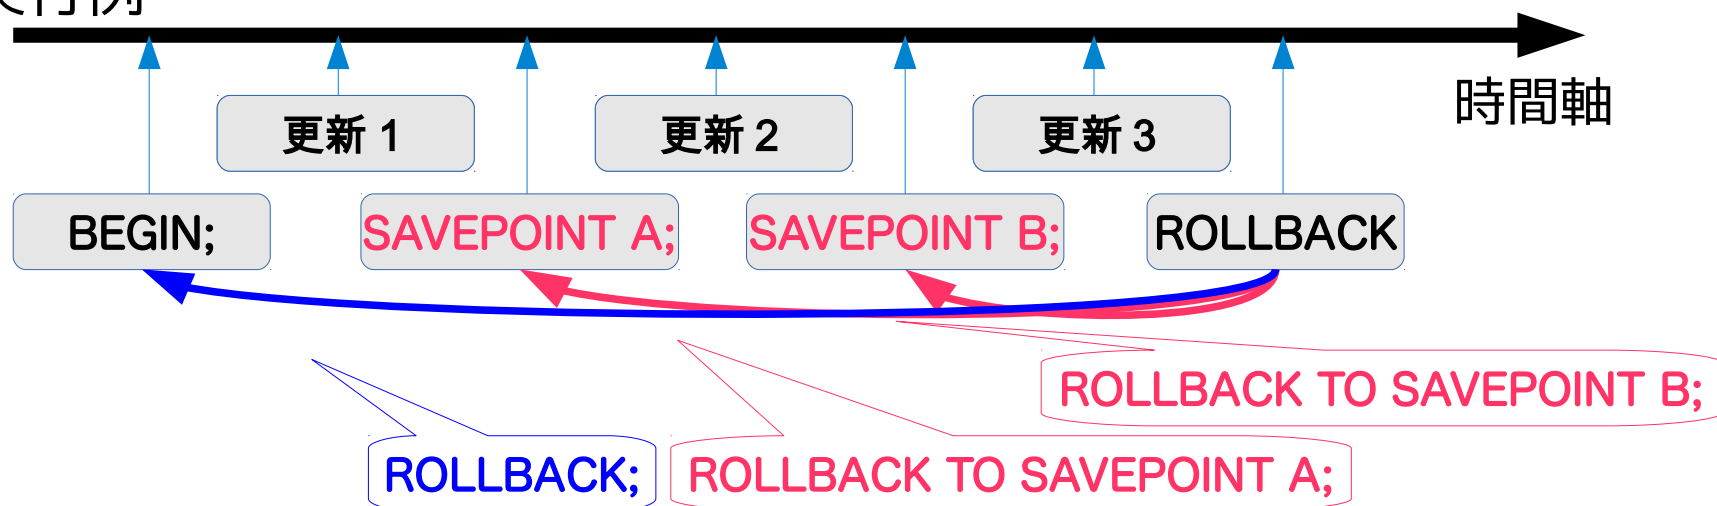 時間軸
更新 1
更新 2
更新 3
BEGIN;
SAVEPOINT A;
SAVEPOINT B;
ROLLBACK
ROLLBACK TO SAVEPOINT B;
ROLLBACK;
ROLLBACK TO SAVEPOINT A;